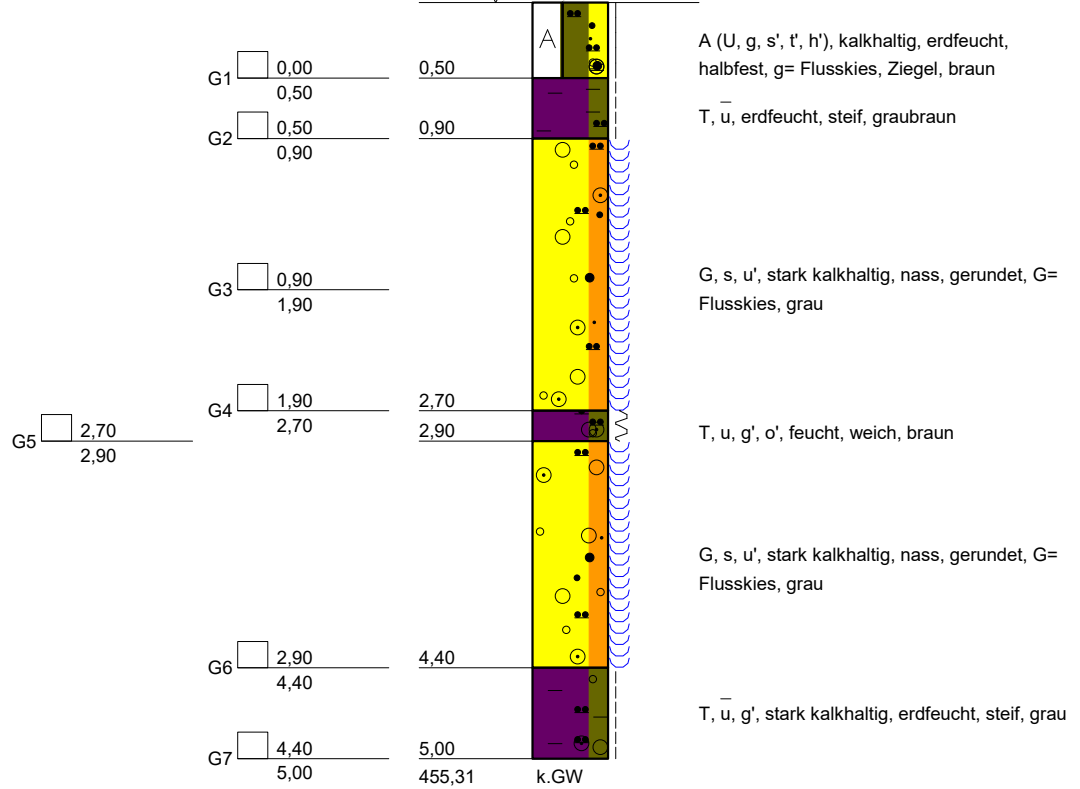 A
A (U, g, s', t', h'), kalkhaltig, erdfeucht,
halbfest, g= Flusskies, Ziegel, braun
G1 0,00 0,50
0,50
T, u̅, erdfeucht, steif, graubraun
G2 0,50 0,90
0,90
G, s, u', stark kalkhaltig, nass, gerundet, G=
Flusskies, grau
G3 0,90
1,90
G4 1,90 2,70
2,70
T, u, g', o', feucht, weich, braun
G5 2,70 2,90
2,90
G, s, u', stark kalkhaltig, nass, gerundet, G=
Flusskies, grau
G6 2,90 4,40
4,40
T, u̅, g', stark kalkhaltig, erdfeucht, steif, grau
G7 4,40 5,00
5,00 455,31 k.GW